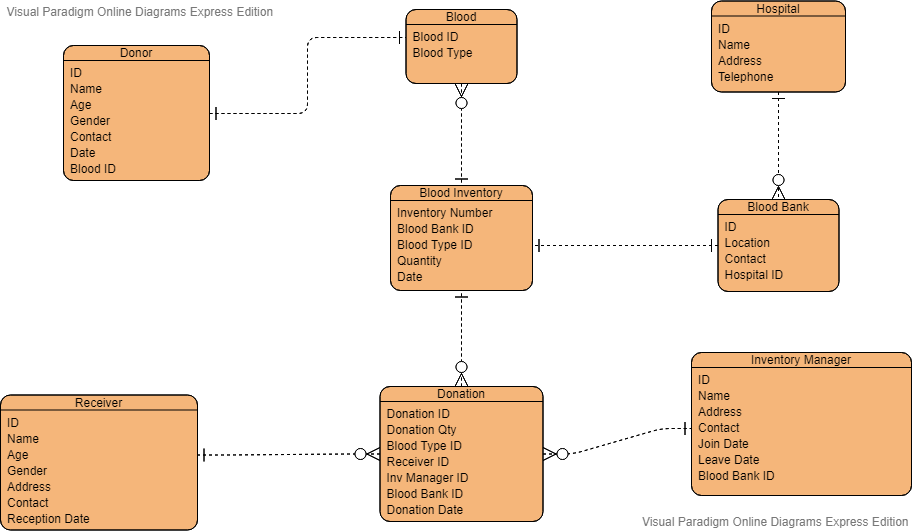 Visual Paradigm Online Diagrams Express Edition
Donor
ID
Name
Age
Gender
Contact
Date
Blood ID
Blood
Blood ID
Blood Type
Hospital
ID
Name
Address
Telephone
Blood Inventory
Inventory Number
Blood Bank ID
Blood Type ID
Quantity
Date
Blood Bank
ID
Location
Contact
Hospital ID
Receiver
ID
Name
Age
Gender
Address
Contact
Reception Date
Donation
Donation ID
Donation Qty
Blood Type ID
Receiver ID
Inv Manager ID
Blood Bank ID
Donation Date
Inventory Manager
ID
Name
Address
Contact
Join Date
Leave Date
Blood Bank ID
Visual Paradigm Online Diagrams Express Edition